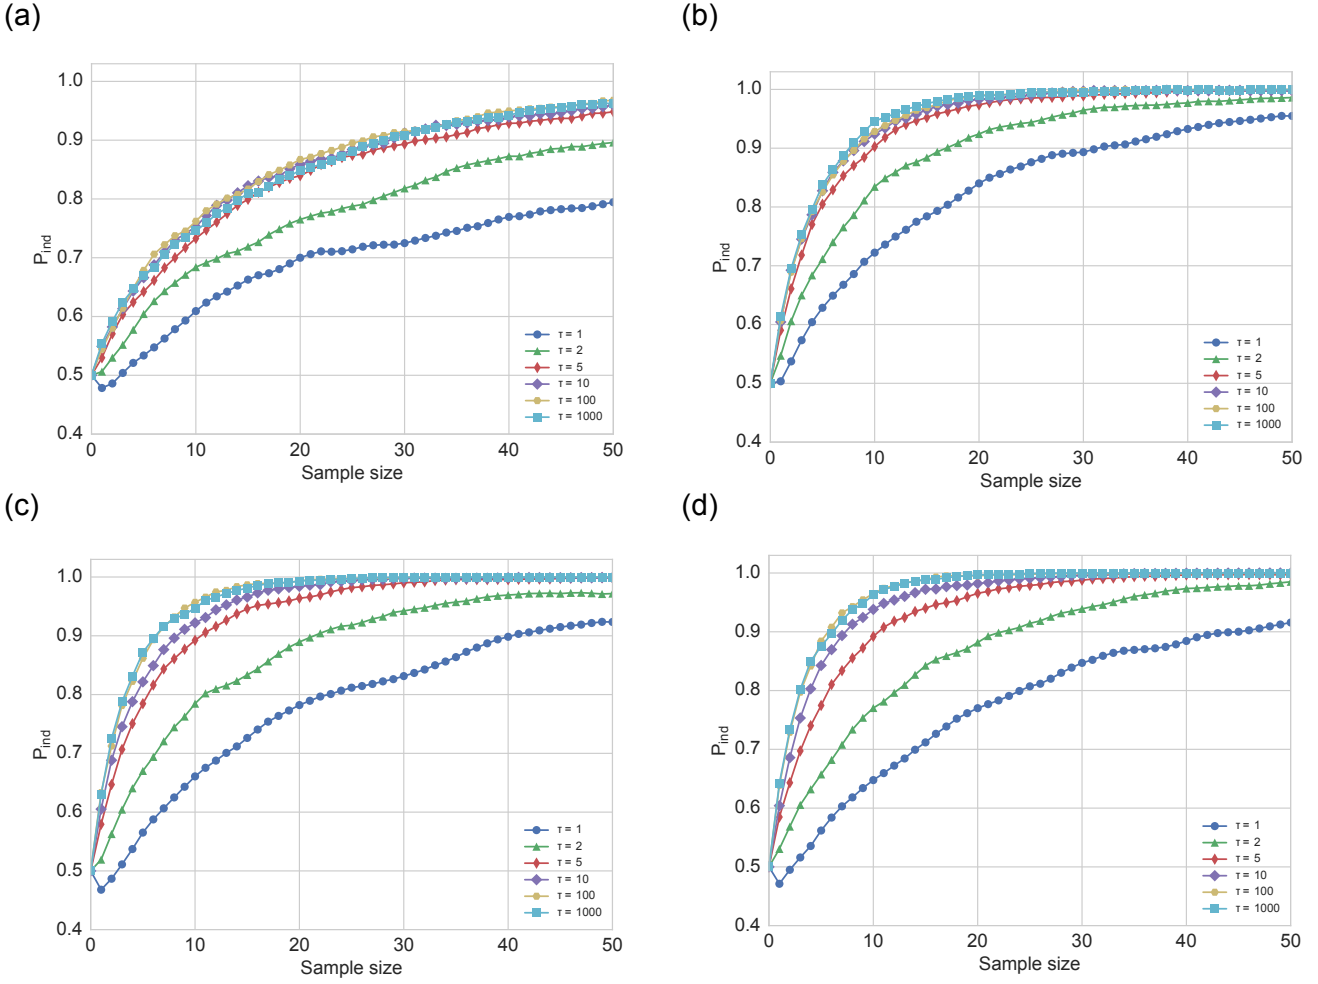 (a)
(b)
1.0
0.9
0.8
0.7
0.6
0.5
0.4
P_ind
τ = 1
τ = 2
τ = 5
τ = 10
τ = 100
τ = 1000
0 10 20 30 40 50
Sample size
1.0
0.9
0.8
0.7
0.6
0.5
0.4
P_ind
τ = 1
τ = 2
τ = 5
τ = 10
τ = 100
τ = 1000
0 10 20 30 40 50
Sample size
(c)
(d)
1.0
0.9
0.8
0.7
0.6
0.5
0.4
P_ind
τ = 1
τ = 2
τ = 5
τ = 10
τ = 100
τ = 1000
0 10 20 30 40 50
Sample size
1.0
0.9
0.8
0.7
0.6
0.5
0.4
P_ind
τ = 1
τ = 2
τ = 5
τ = 10
τ = 100
τ = 1000
0 10 20 30 40 50
Sample size